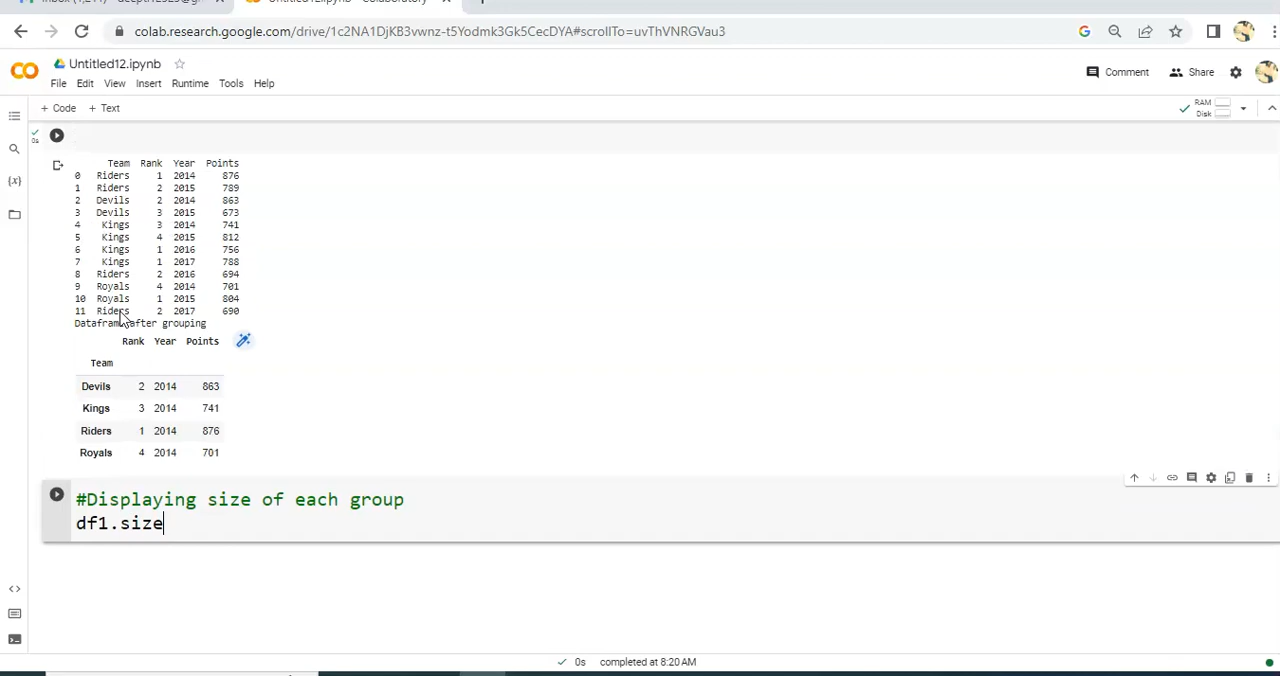 colab.research.google.com/drive/1c2NA1DjKB3vwnz-t5Yodmk3Gk5CecDYA#scrollTo=uvThVNRGVau3
Untitled12.ipynb
Comment
Share
File Edit View Insert Runtime Tools Help
+ Code + Text
RAM
Disk
0s
Team Rank Year Points
0 Riders 1 2014 876
1 Riders 2 2015 789
2 Devils 2 2014 863
3 Devils 3 2015 673
4 Kings 3 2014 741
5 Kings 4 2015 812
6 Kings 1 2016 756
7 Kings 1 2017 788
8 Riders 2 2016 694
9 Royals 4 2014 701
10 Royals 1 2015 804
11 Riders 2 2017 690
Dataframe after grouping
Rank Year Points
Team
Devils 2 2014 863
Kings 3 2014 741
Riders 1 2014 876
Royals 4 2014 701
#Displaying size of each group
df1.size
0s completed at 8:20 AM